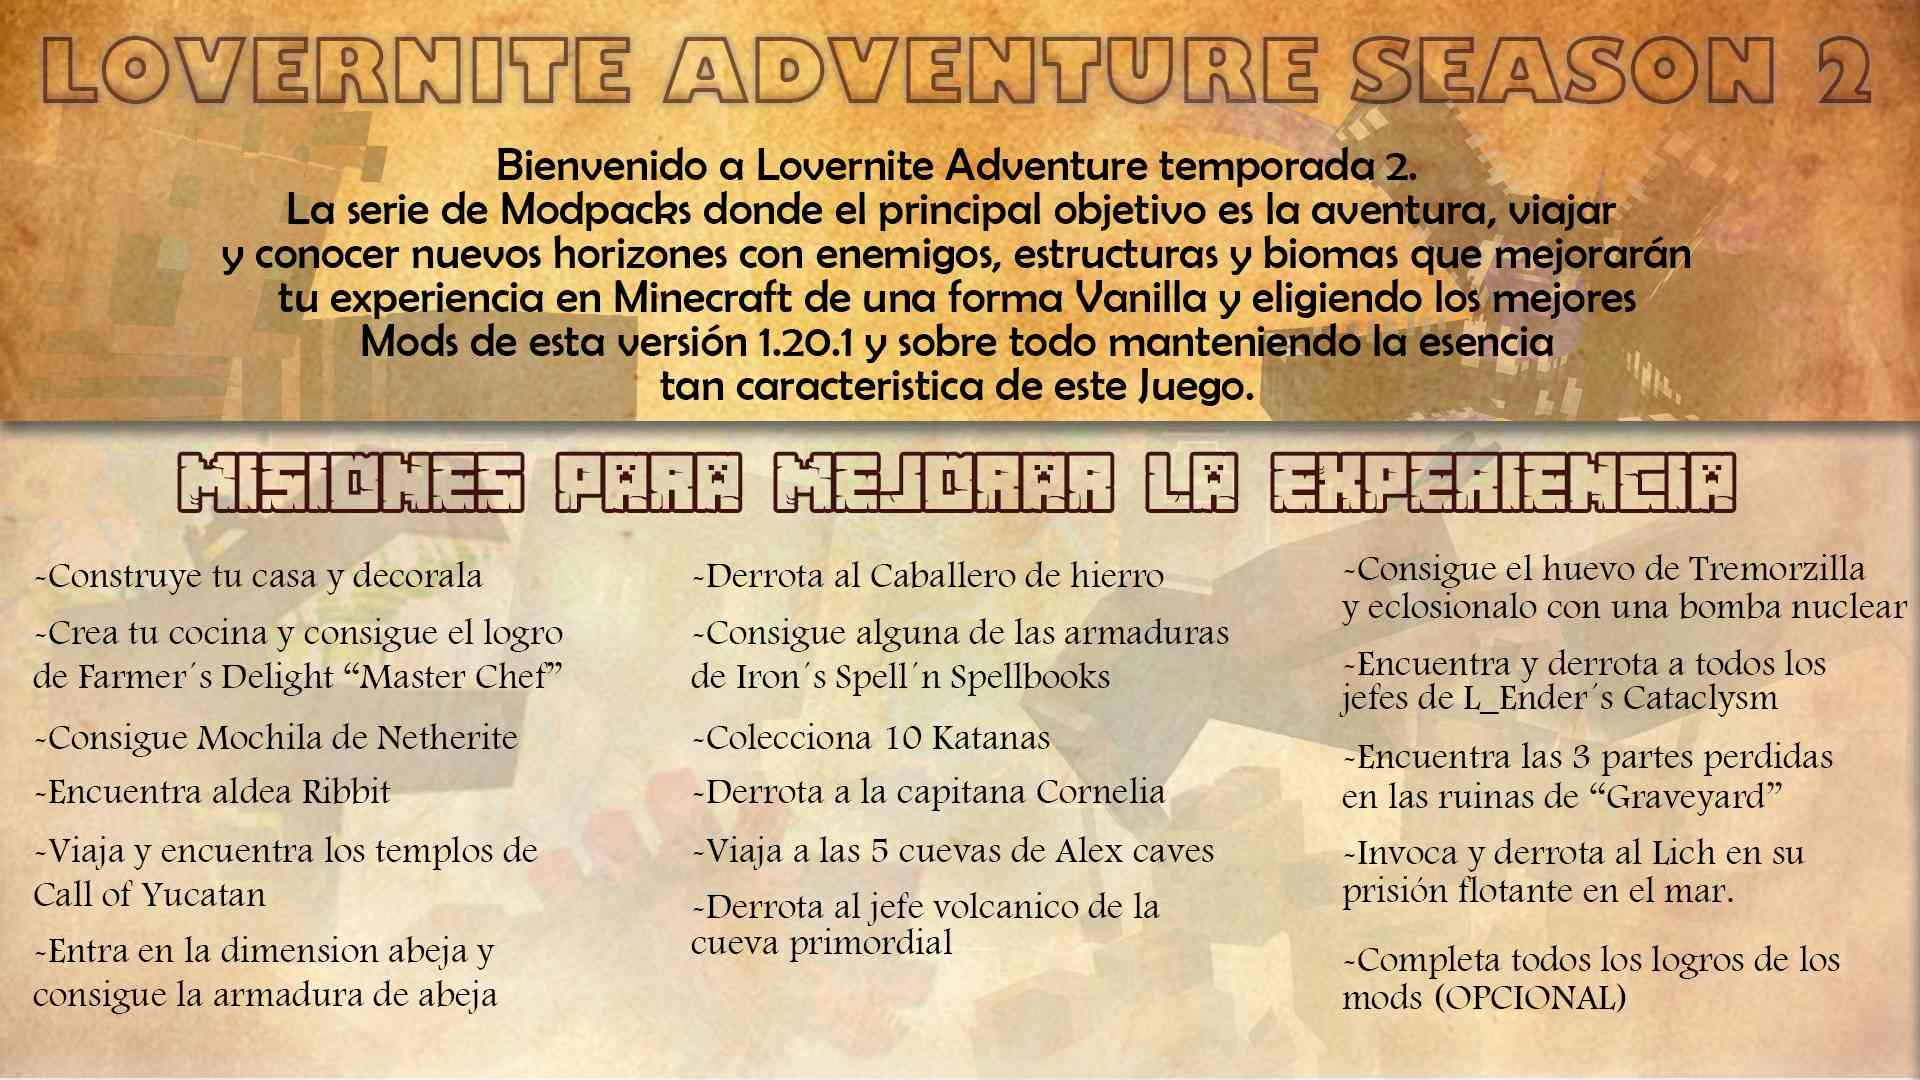 LOVERNITE ADVENTURE SEASON 2
Bienvenido a Lovernite Adventure temporada 2.
La serie de Modpacks donde el principal objetivo es la aventura, viajar
y conocer nuevos horizones con enemigos, estructuras y biomas que mejorarán
tu experiencia en Minecraft de una forma Vanilla y eligiendo los mejores
Mods de esta versión 1.20.1 y sobre todo manteniendo la esencia
tan caracteristica de este Juego.
MISIONES PARA MEJORAR LA EXPERIENCIA
-Construye tu casa y decorala
-Crea tu cocina y consigue el logro
de Farmer´s Delight “Master Chef”
-Consigue Mochila de Netherite
-Encuentra aldea Ribbit
-Viaja y encuentra los templos de
Call of Yucatan
-Entra en la dimension abeja y
consigue la armadura de abeja
-Derrota al Caballero de hierro
-Consigue alguna de las armaduras
de Iron´s Spell´n Spellbooks
-Colecciona 10 Katanas
-Derrota a la capitana Cornelia
-Viaja a las 5 cuevas de Alex caves
-Derrota al jefe volcanico de la
cueva primordial
-Consigue el huevo de Tremorzilla
y eclosionalo con una bomba nuclear
-Encuentra y derrota a todos los
jefes de L_Ender´s Cataclysm
-Encuentra las 3 partes perdidas
en las ruinas de “Graveyard”
-Invoca y derrota al Lich en su
prisión flotante en el mar.
-Completa todos los logros de los
mods (OPCIONAL)